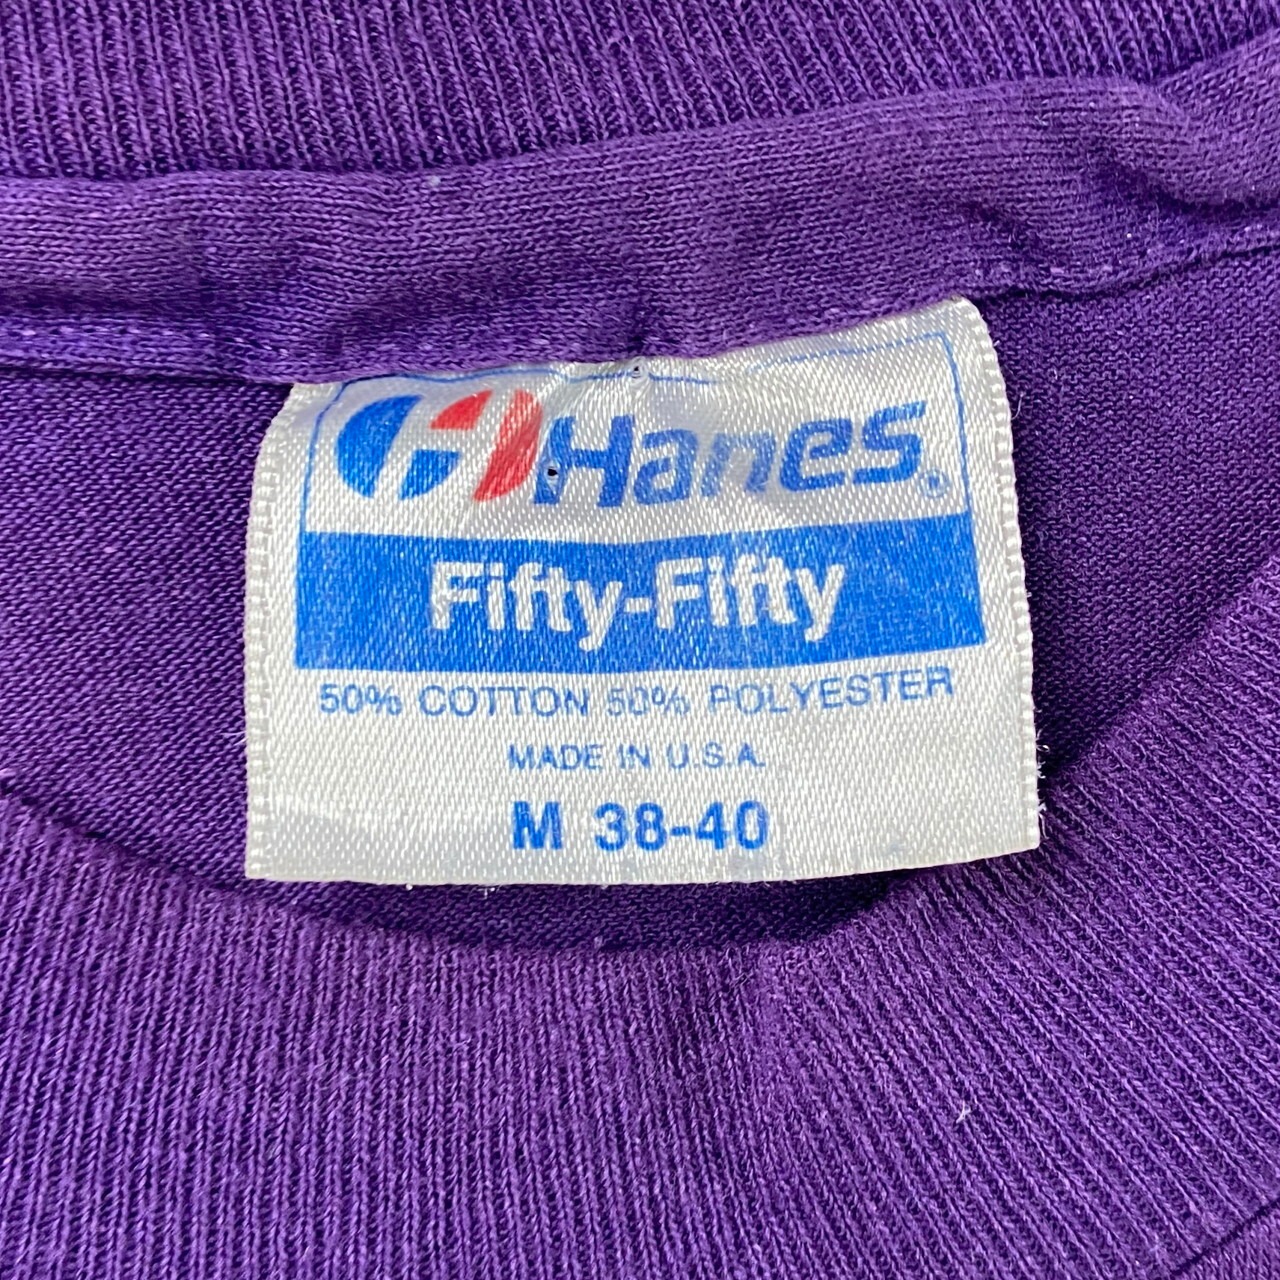 Hanes®
Fifty-Fifty
50% COTTON 50% POLYESTER
MADE IN U.S.A.
M 38-40